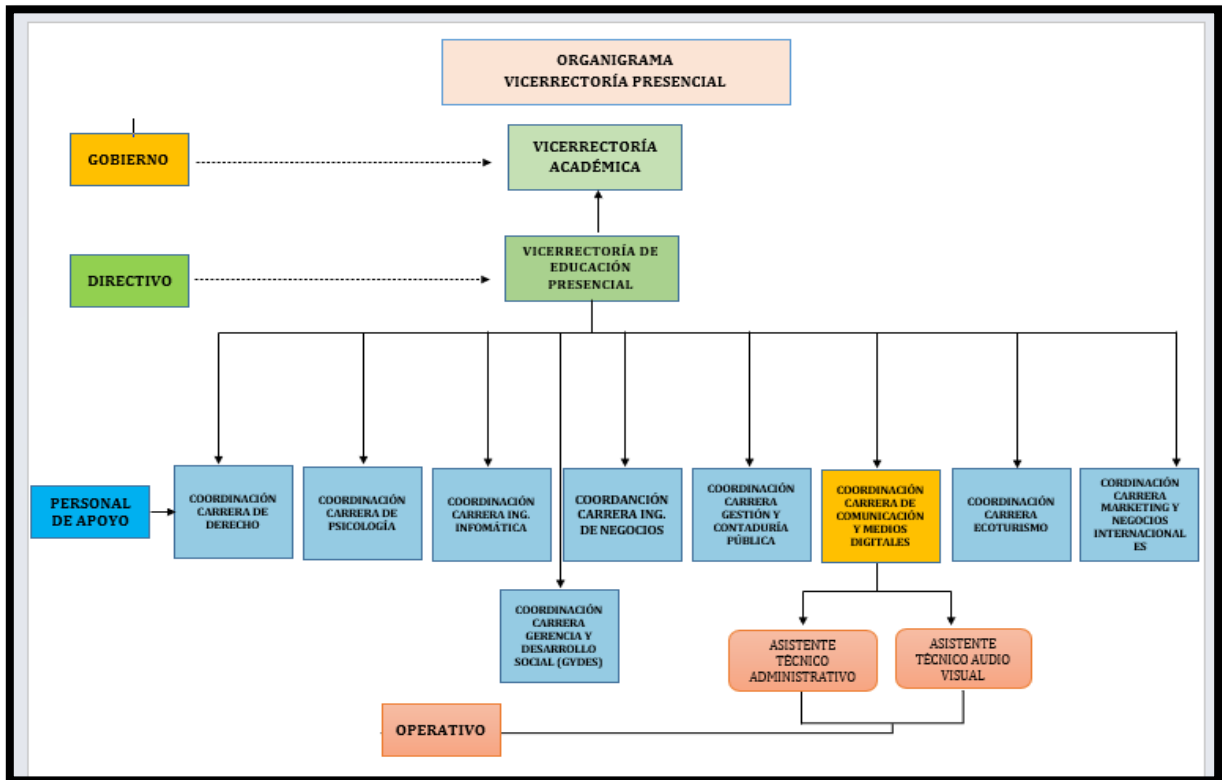 ORGANIGRAMA
VICERRECTORÍA PRESENCIAL
GOBIERNO
VICERRECTORÍA
ACADÉMICA
DIRECTIVO
VICERRECTORÍA DE
EDUCACIÓN
PRESENCIAL
PERSONAL
DE APOYO
COORDINACIÓN
CARRERA DE
DERECHO
COORDINACIÓN
CARRERA DE
PSICOLOGÍA
COORDINACIÓN
CARRERA ING.
INFOMÁTICA
COORDANCIÓN
CARRERA ING.
DE NEGOCIOS
COORDINACIÓN
CARRERA
GESTIÓN Y
CONTADURÍA
PÚBLICA
COORDINACIÓN
CARRERA DE
COMUNICACIÓN
Y MEDIOS
DIGITALES
COORDINACIÓN
CARRERA
ECOTURISMO
CORDINACIÓN
CARRERA
MARKETING Y
NEGOCIOS
INTERNACIONAL
ES
COORDINACIÓN
CARRERA
GERENCIA Y
DESARROLLO
SOCIAL (GYDES)
ASISTENTE
TÉCNICO
ADMINISTRATIVO
ASISTENTE
TÉCNICO AUDIO
VISUAL
OPERATIVO